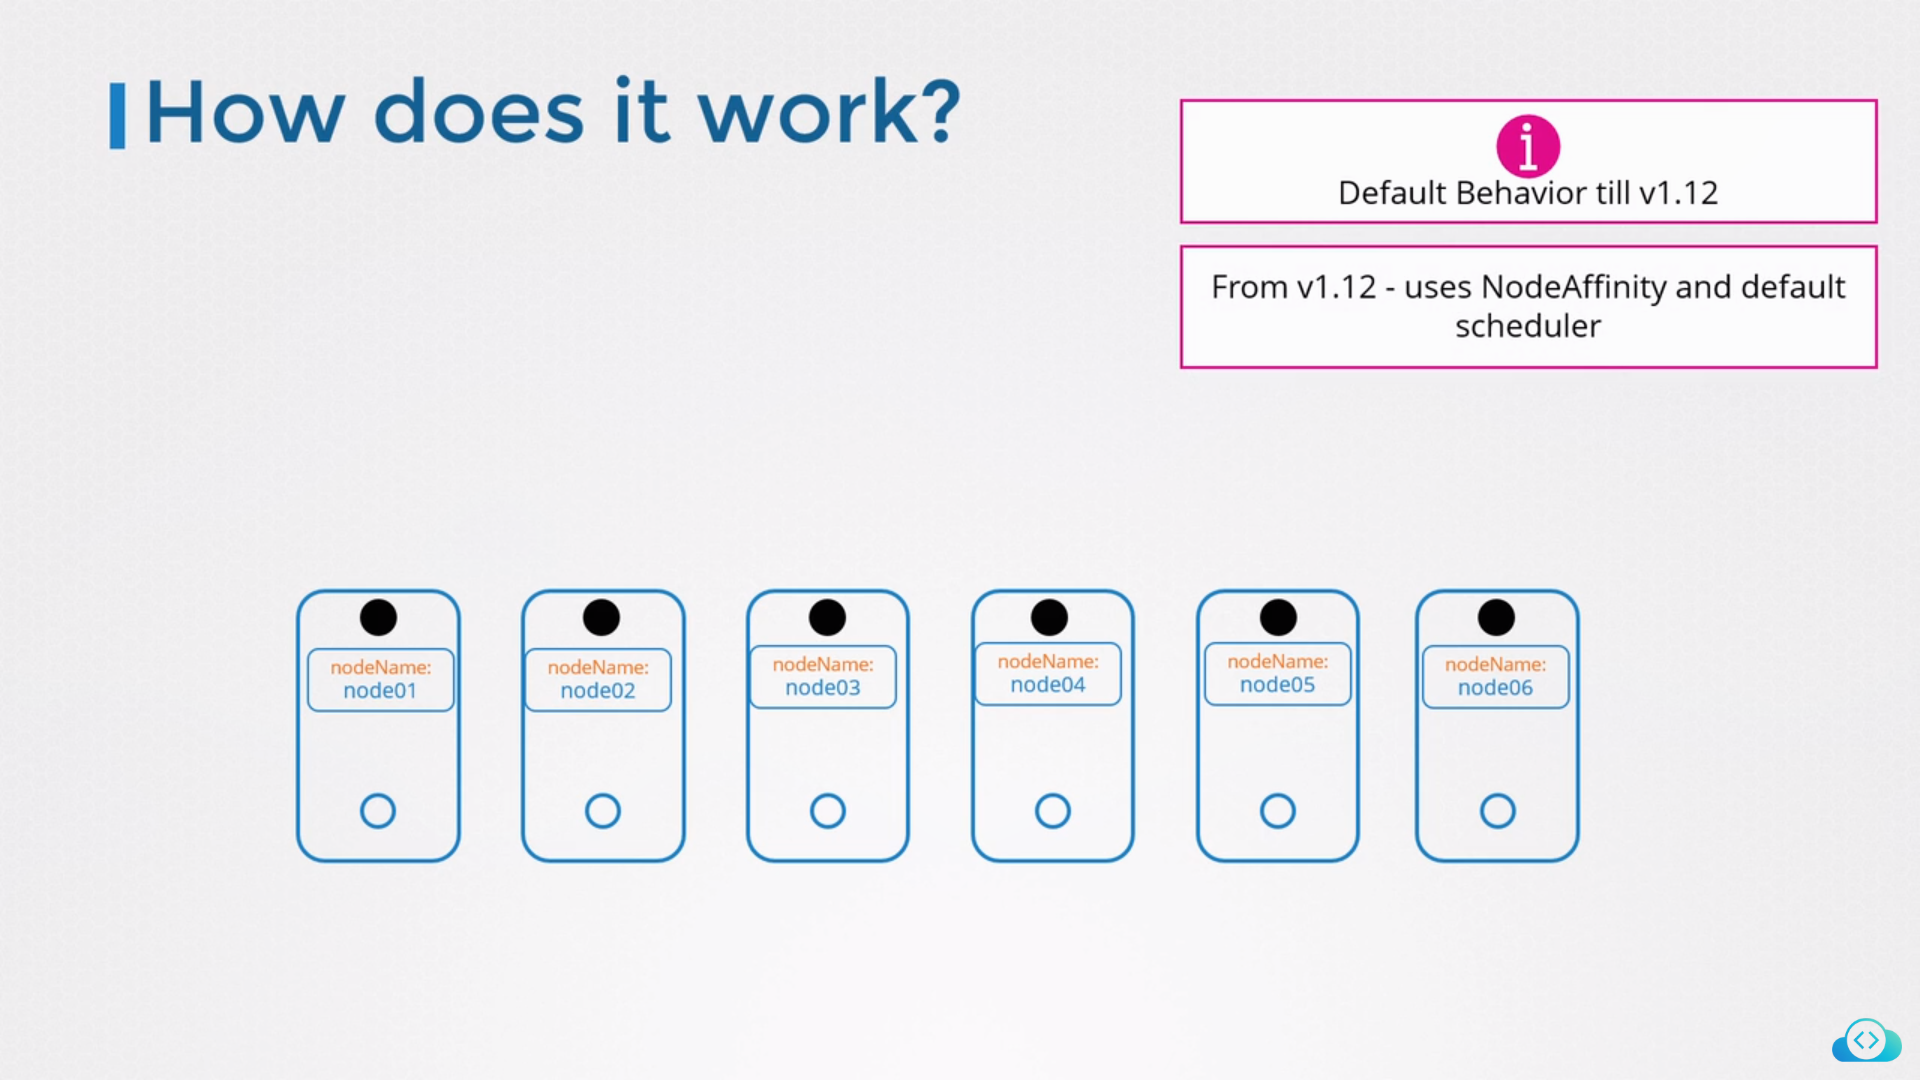 How does it work?
i
Default Behavior till v1.12
From v1.12 - uses NodeAffinity and default
scheduler
nodeName:
node01
nodeName:
node02
nodeName:
node03
nodeName:
node04
nodeName:
node05
nodeName:
node06